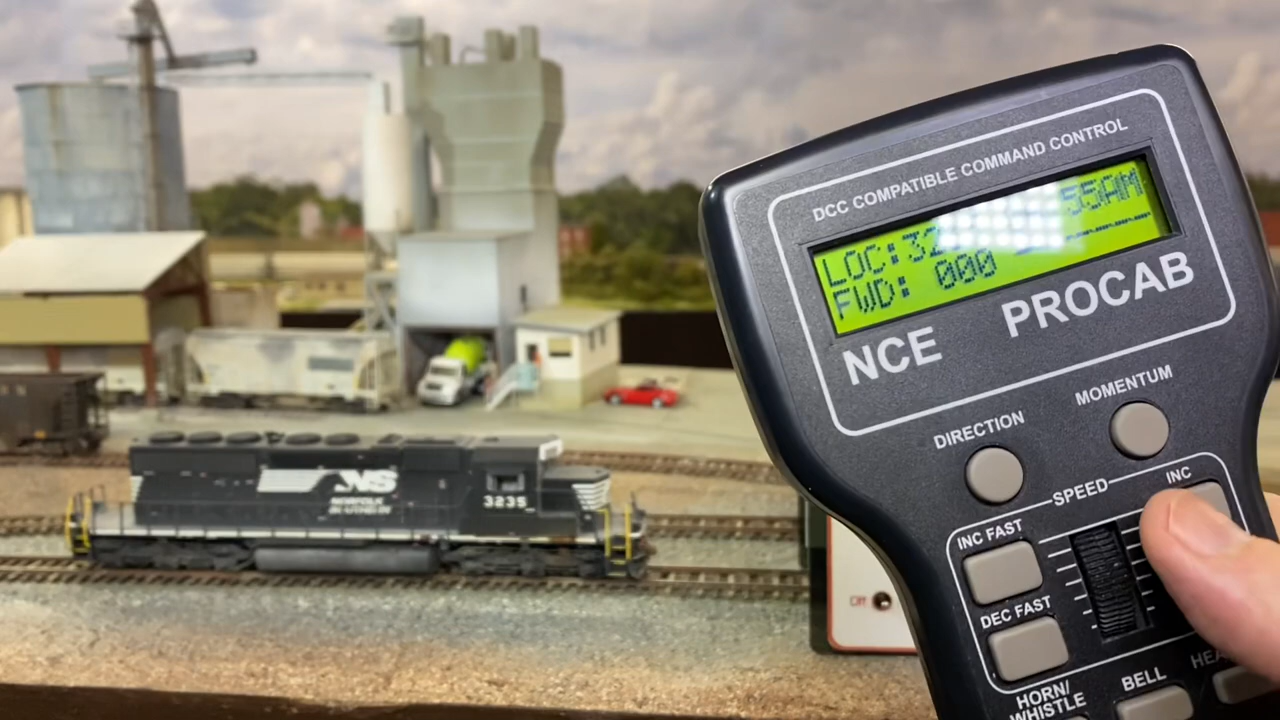 DCC COMPATIBLE COMMAND CONTROL
LOC:32 55AM
FWD: 000
NCE PROCAB
DIRECTION
MOMENTUM
SPEED
INC
INC FAST
DEC FAST
HORN/
WHISTLE
BELL
NS
NORFOLK
SOUTHERN
3235
Off